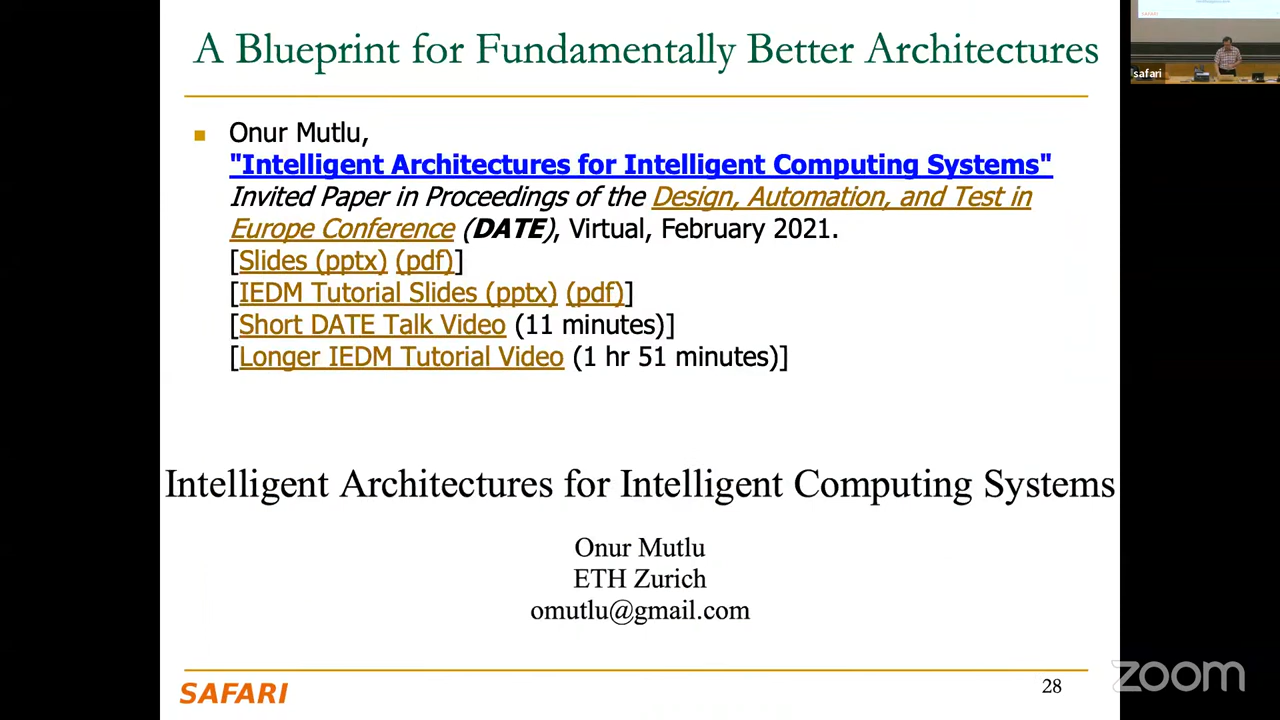 A Blueprint for Fundamentally Better Architectures
Onur Mutlu,
"Intelligent Architectures for Intelligent Computing Systems"
Invited Paper in Proceedings of the Design, Automation, and Test in
Europe Conference (DATE), Virtual, February 2021.
[Slides (pptx) (pdf)]
[IEDM Tutorial Slides (pptx) (pdf)]
[Short DATE Talk Video (11 minutes)]
[Longer IEDM Tutorial Video (1 hr 51 minutes)]
Intelligent Architectures for Intelligent Computing Systems
Onur Mutlu
ETH Zurich
omutlu@gmail.com
SAFARI
28
zoom
safari